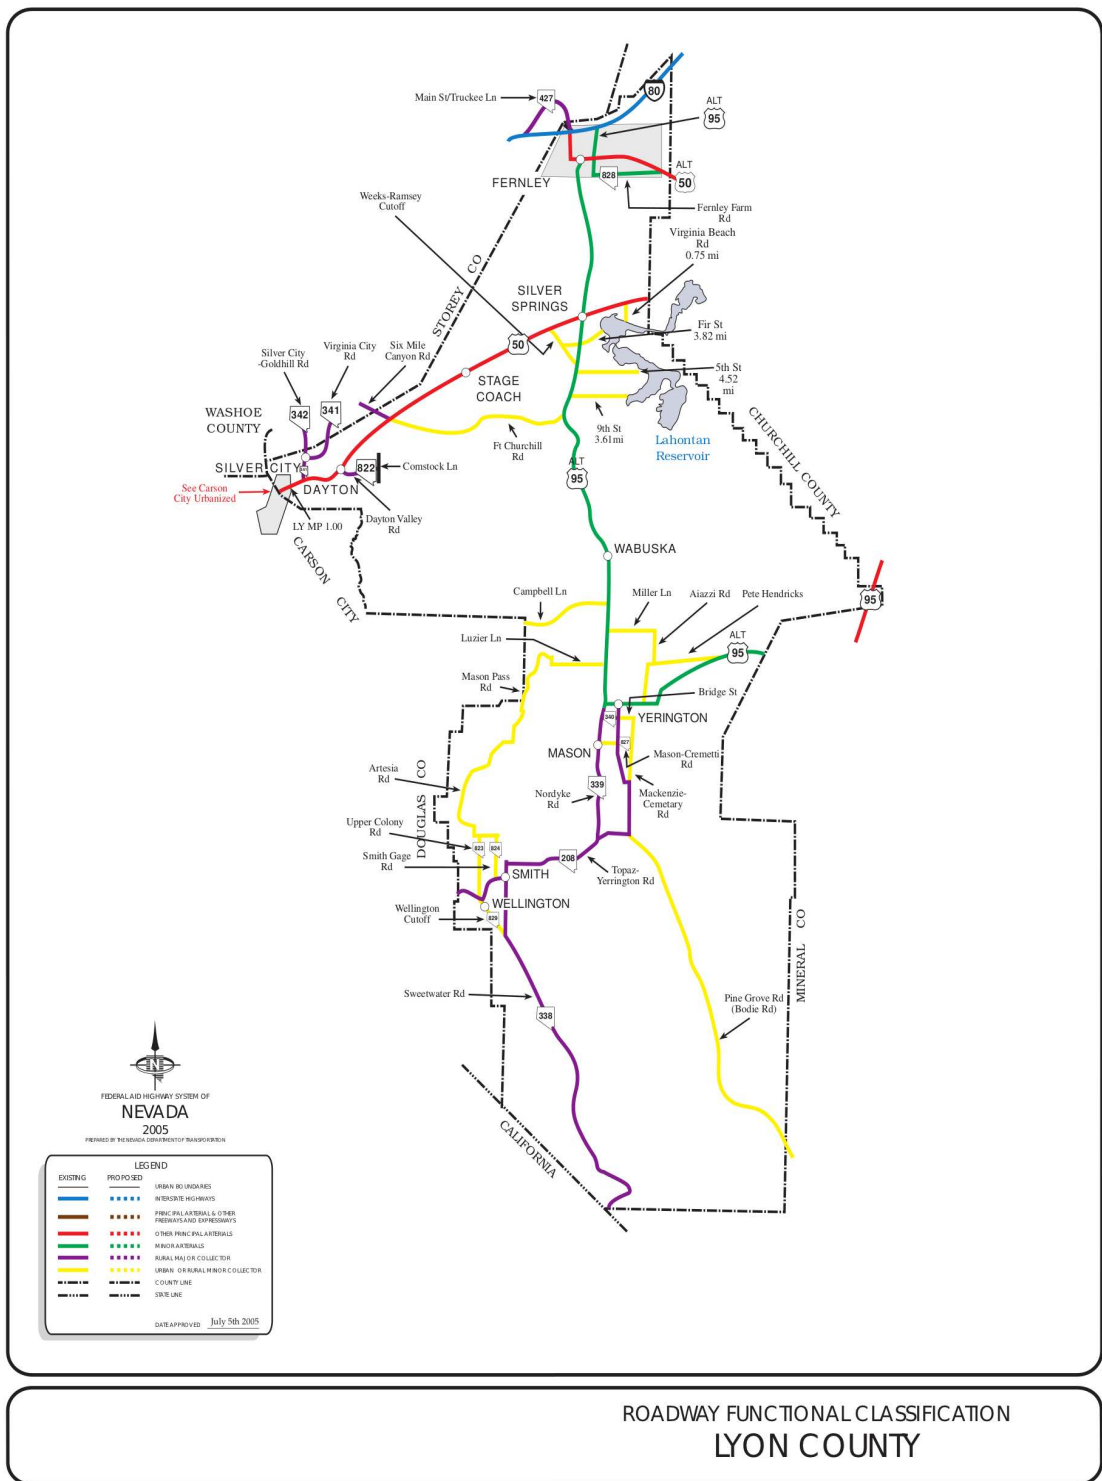 Main St/Truckee Ln
427
80
ALT
95
FERNLEY
828
ALT
50
Fernley Farm
Rd
Weeks-Ramsey
Cutoff
Virginia Beach
Rd
0.75 mi
STOREY CO
SILVER
SPRINGS
50
Fir St
3.82 mi
Silver City
-Goldhill Rd
Virginia City
Rd
Six Mile
Canyon Rd
5th St
4.52
mi
STAGE
COACH
342
341
WASHOE
COUNTY
9th St
3.61mi
Ft Churchill
Rd
Lahontan
Reservoir
CHURCHILL COUNTY
SILVER CITY
822
Comstock Ln
ALT
95
See Carson
City Urbanized
DAYTON
LY MP 1.00
Dayton Valley
Rd
CARSON CITY
WABUSKA
Campbell Ln
Miller Ln
Aiazzi Rd
Pete Hendricks
95
Luzier Ln
ALT
95
Mason Pass
Rd
Bridge St
340
YERINGTON
MASON
827
Mason-Cremetti
Rd
Artesia
Rd
DOUGLAS CO
339
Nordyke
Rd
Mackenzie-
Cemetary
Rd
Upper Colony
Rd
823
824
Smith Gage
Rd
208
SMITH
Topaz-
Yerrington Rd
WELLINGTON
Wellington
Cutoff
829
MINERAL CO
Sweetwater Rd
338
Pine Grove Rd
(Bodie Rd)
CALIFORNIA
N
FEDERAL AID HIGHWAY SYSTEM OF
NEVADA
2005
PREPARED BY THE NEVADA DEPARTMENT OF TRANSPORTATION
LEGEND
EXISTING PROPOSED
URBAN BOUNDARIES
INTERSTATE HIGHWAYS
PRINCIPAL ARTERIAL & OTHER
FREEWAYS AND EXPRESSWAYS
OTHER PRINCIPAL ARTERIALS
MINOR ARTERIALS
RURAL MAJOR COLLECTOR
URBAN OR RURAL MINOR COLLECTOR
COUNTY LINE
STATE LINE
DATE APPROVED July 5th 2005
ROADWAY FUNCTIONAL CLASSIFICATION
LYON COUNTY